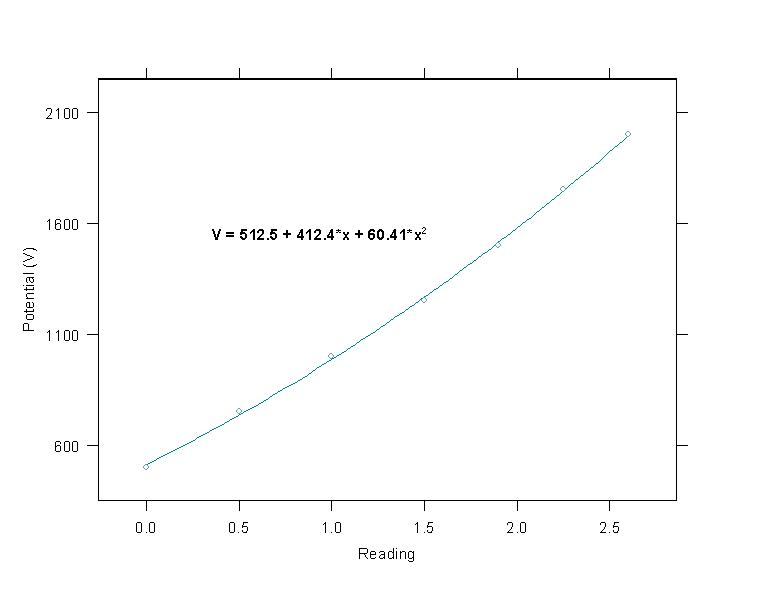 2100
1600
V = 512.5 + 412.4*x + 60.41*x²
Potential (V)
1100
600
0.0 0.5 1.0 1.5 2.0 2.5
Reading